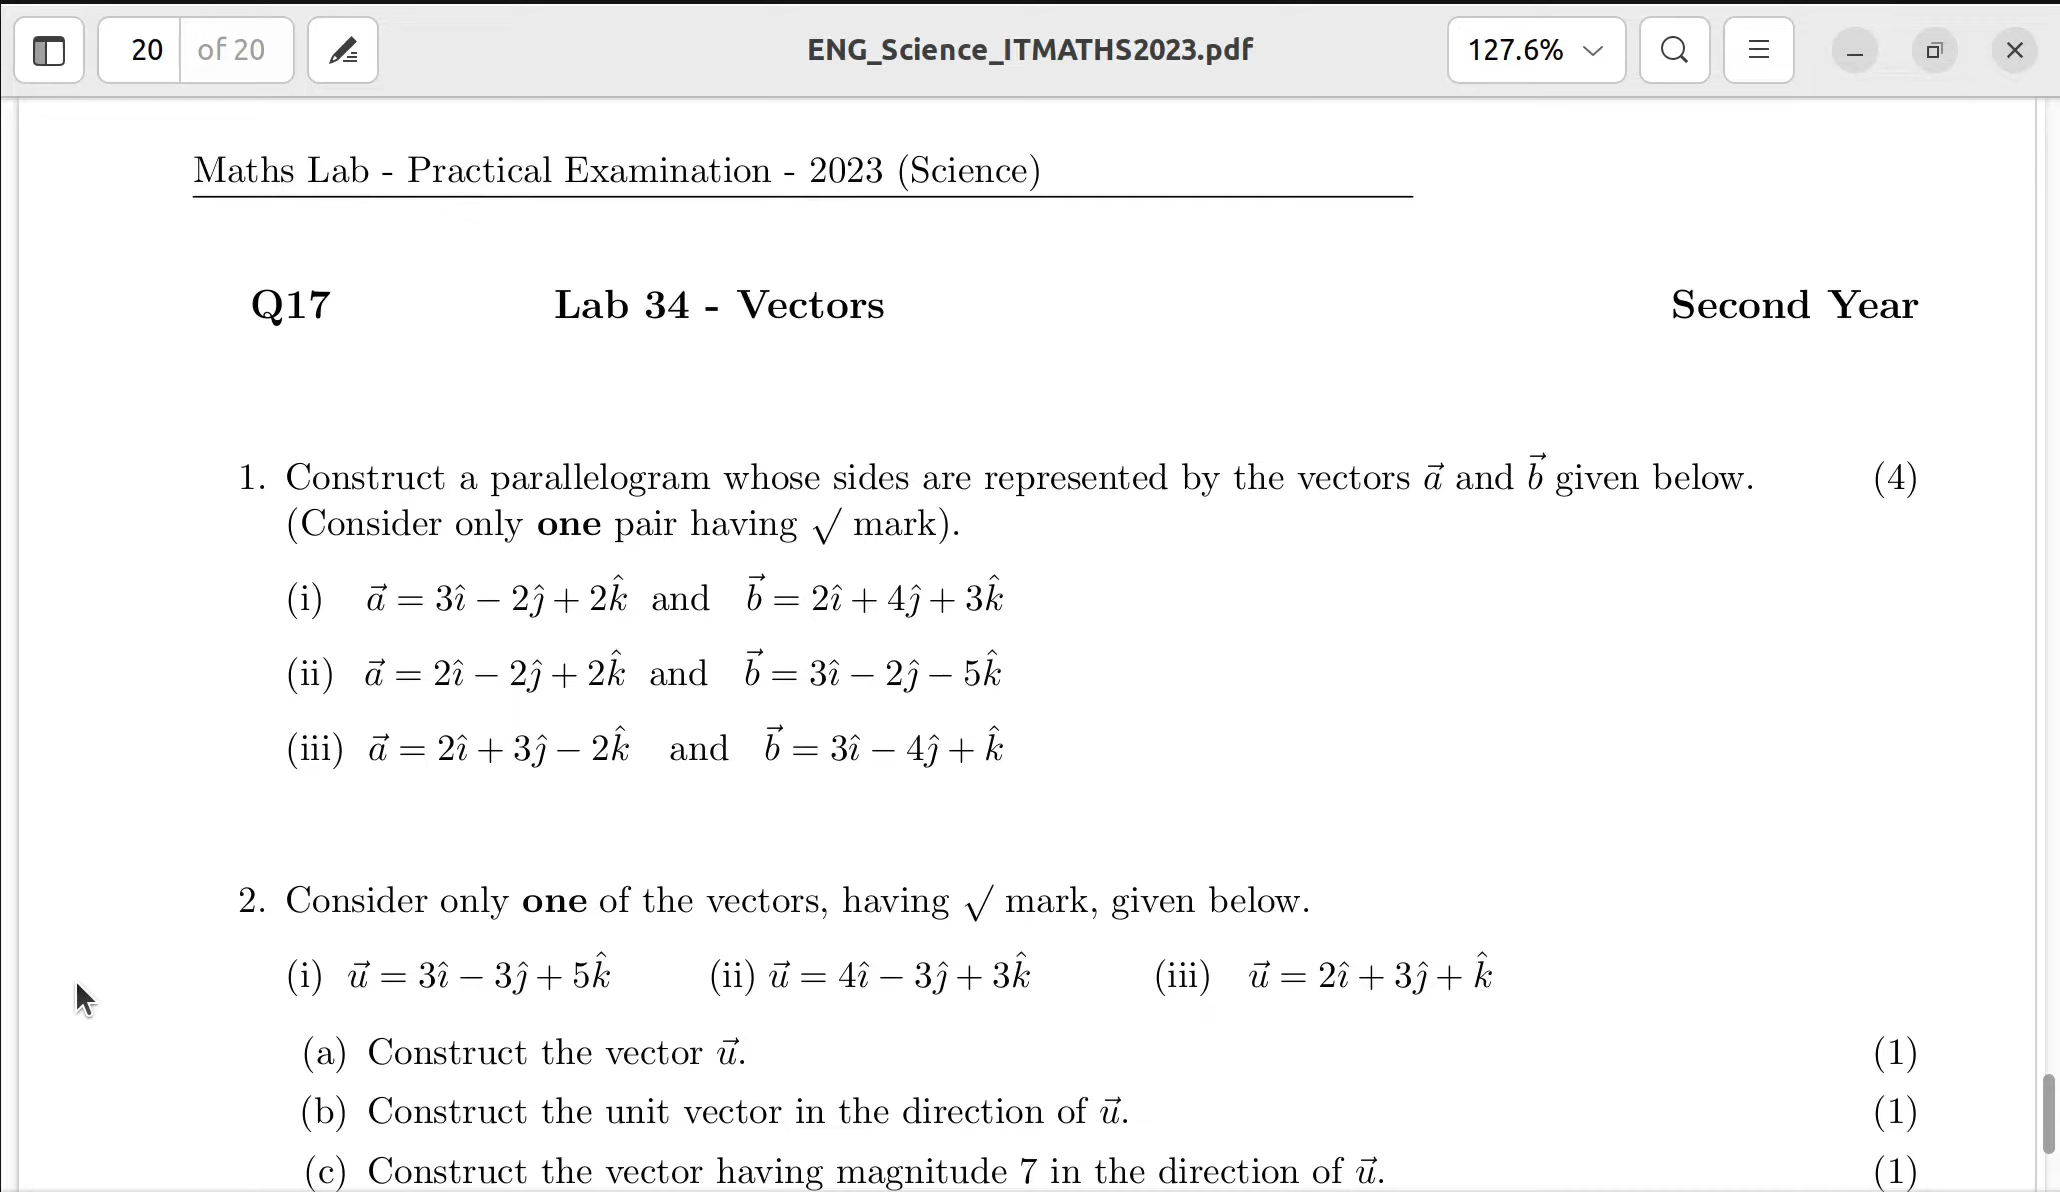 20 of 20 ENG_Science_ITMATHS2023.pdf 127.6%
Maths Lab - Practical Examination - 2023 (Science)
Q17 Lab 34 - Vectors Second Year
1. Construct a parallelogram whose sides are represented by the vectors a⃗ and b⃗ given below. (4)
(Consider only one pair having √ mark).
(i) a⃗ = 3î − 2ĵ + 2k̂ and b⃗ = 2î + 4ĵ + 3k̂
(ii) a⃗ = 2î − 2ĵ + 2k̂ and b⃗ = 3î − 2ĵ − 5k̂
(iii) a⃗ = 2î + 3ĵ − 2k̂ and b⃗ = 3î − 4ĵ + k̂
2. Consider only one of the vectors, having √ mark, given below.
(i) u⃗ = 3î − 3ĵ + 5k̂ (ii) u⃗ = 4î − 3ĵ + 3k̂ (iii) u⃗ = 2î + 3ĵ + k̂
(a) Construct the vector u⃗. (1)
(b) Construct the unit vector in the direction of u⃗. (1)
(c) Construct the vector having magnitude 7 in the direction of u⃗. (1)